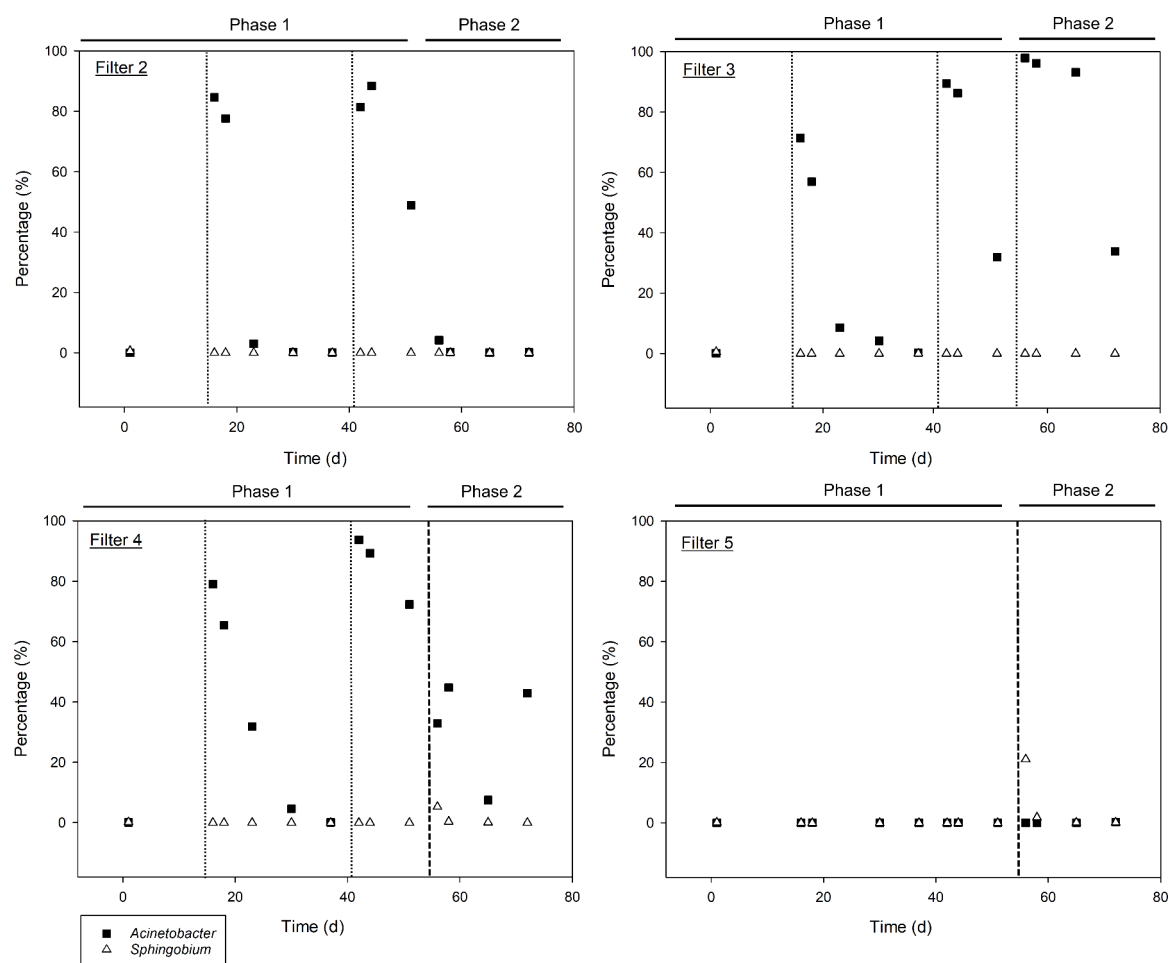 Phase 1
Phase 2
Filter 2
Percentage (%)
100
80
60
40
20
0
0 20 40 60 80
Time (d)
Phase 1
Phase 2
Filter 3
Percentage (%)
100
80
60
40
20
0
0 20 40 60 80
Time (d)
Phase 1
Phase 2
Filter 4
Percentage (%)
100
80
60
40
20
0
0 20 40 60 80
Time (d)
Phase 1
Phase 2
Filter 5
Percentage (%)
100
80
60
40
20
0
0 20 40 60 80
Time (d)
Acinetobacter
Sphingobium